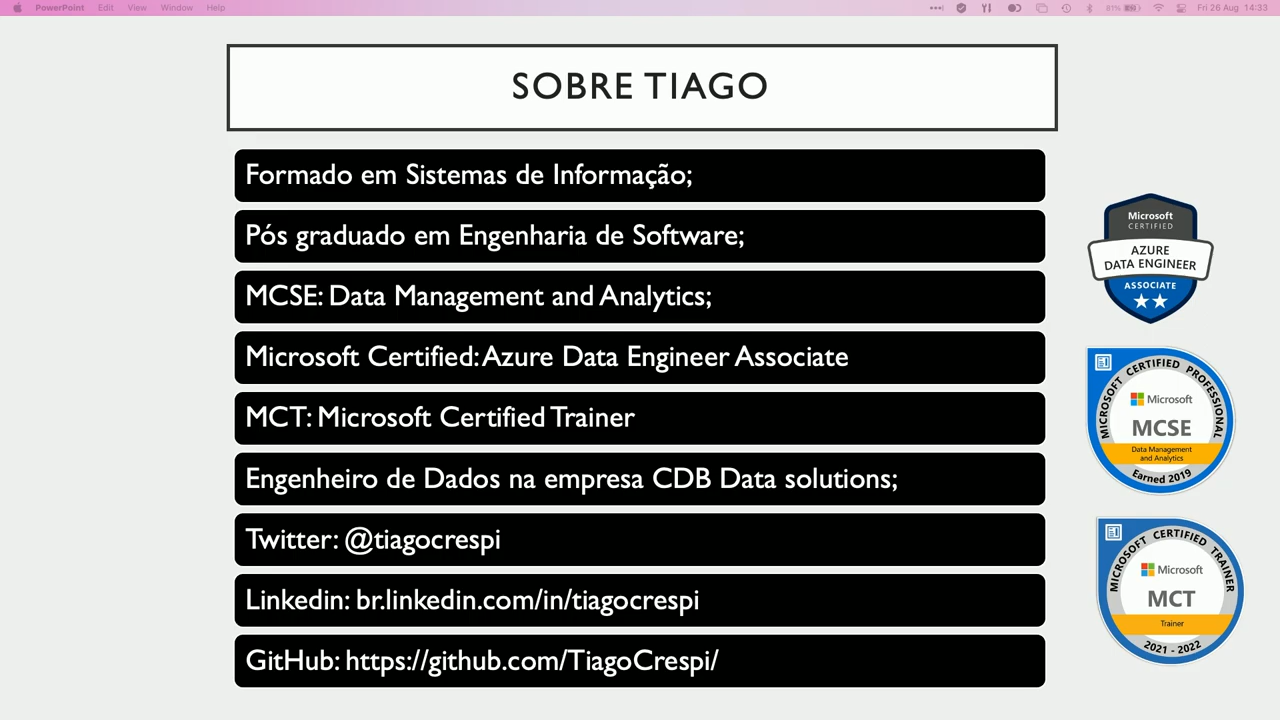 PowerPoint Edit View Window Help
81% Fri 26 Aug 14:33
SOBRE TIAGO
Formado em Sistemas de Informação;
Pós graduado em Engenharia de Software;
MCSE: Data Management and Analytics;
Microsoft Certified: Azure Data Engineer Associate
MCT: Microsoft Certified Trainer
Engenheiro de Dados na empresa CDB Data solutions;
Twitter: @tiagocrespi
Linkedin: br.linkedin.com/in/tiagocrespi
GitHub: https://github.com/TiagoCrespi/
Microsoft
CERTIFIED
AZURE
DATA ENGINEER
ASSOCIATE
MICROSOFT CERTIFIED PROFESSIONAL
Microsoft
MCSE
Data Management
and Analytics
Earned 2019
MICROSOFT CERTIFIED TRAINER
Microsoft
MCT
Trainer
2021 - 2022